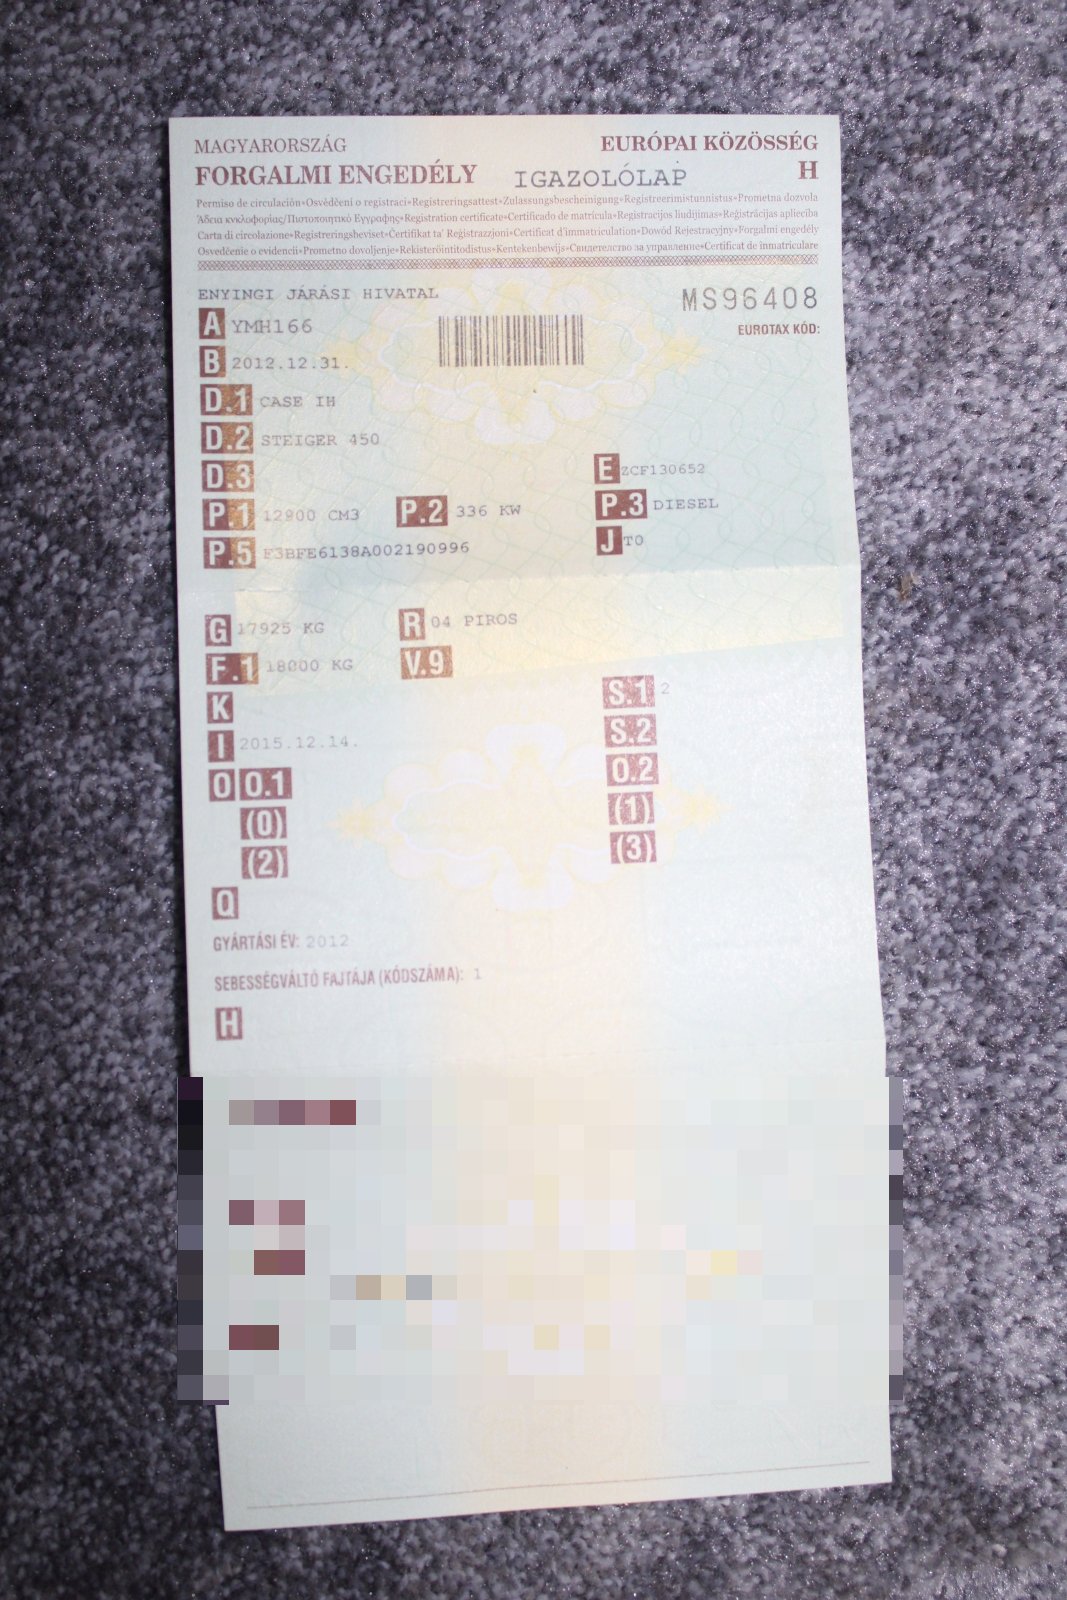 MAGYARORSZÁG EURÓPAI KÖZÖSSÉG
FORGALMI ENGEDÉLY IGAZOLÓLAP H
Permiso de circulación•Osvědčení o registraci•Registreringsattest•Zulassungsbescheinigung•Registreerimistunnistus•Prometna dozvola
Άδεια κυκλοφορίας/Πιστοποιητικό Εγγραφης•Registration certificate•Certificado de matrícula•Registracijos liudijimas•Reģistrācijas apliecība
Carta di circolazione•Registreringsbeviset•Ċertifikat ta' Reġistrazzjoni•Certificat d'immatriculation•Dowód Rejestracyjny•Forgalmi engedély
Osvedčenie o evidencii•Prometno dovoljenje•Rekisteröintitodistus•Kentekenbewijs•Свидетелство за управление•Certificat de inmatriculare
ENYINGI JÁRÁSI HIVATAL MS96408
A YMH166 EUROTAX KÓD:
B 2012.12.31.
D.1 CASE IH
D.2 STEIGER 450
D.3 E ZCF130652
P.1 12900 CM3 P.2 336 KW P.3 DIESEL
P.5 F3BFE6138A002190996 J T0
G 17925 KG R 04 PIROS
F.1 18000 KG V.9
K S.1 2
I 2015.12.14. S.2
O O.1 O.2
(0) (1)
(2) (3)
Q
GYÁRTÁSI ÉV: 2012
SEBESSÉGVÁLTÓ FAJTÁJA (KÓDSZÁMA): 1
H